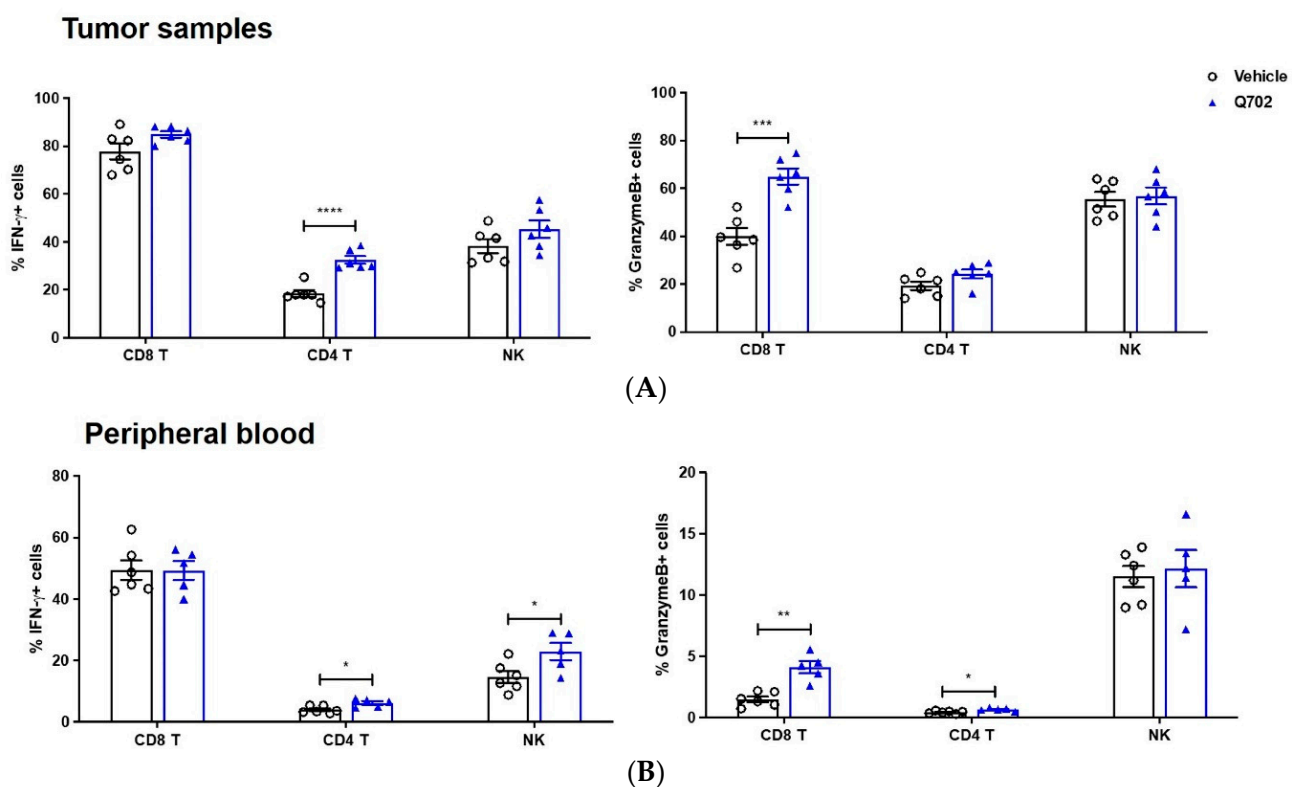 Tumor samples
Vehicle
Q702
% IFN-γ+ cells
100
80
60
40
20
0
****
CD8 T
CD4 T
NK
% GranzymeB+ cells
100
80
60
40
20
0
***
CD8 T
CD4 T
NK
(A)
Peripheral blood
% IFN-γ+ cells
80
60
40
20
0
*
*
CD8 T
CD4 T
NK
% GranzymeB+ cells
20
15
10
5
0
**
*
CD8 T
CD4 T
NK
(B)